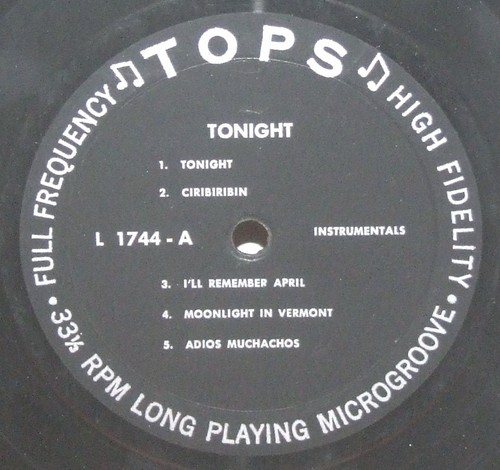 TOPS
FULL FREQUENCY
HIGH FIDELITY
TONIGHT
1. TONIGHT
2. CIRIBIRIBIN
L 1744 - A
INSTRUMENTALS
3. I'LL REMEMBER APRIL
4. MOONLIGHT IN VERMONT
5. ADIOS MUCHACHOS
• 33⅓ RPM LONG PLAYING MICROGROOVE •